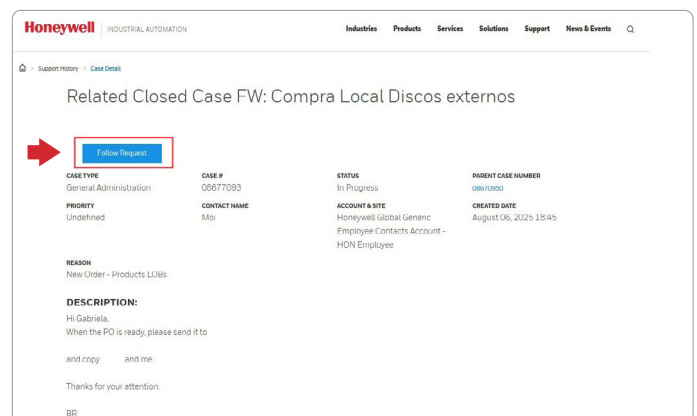 Honeywell INDUSTRIAL AUTOMATION Industries Products Services Solutions Support News & Events
Support History Case Detail
Related Closed Case FW: Compra Local Discos externos
Follow Request
CASE TYPE CASE # STATUS PARENT CASE NUMBER
General Administration 08677093 In Progress 08670950
PRIORITY CONTACT NAME ACCOUNT & SITE CREATED DATE
Undefined Moi Honeywell Global Generic August 06, 2025 18:45
Employee Contacts Account -
HON Employee
REASON
New Order - Products LOBs
DESCRIPTION:
Hi Gabriela,
When the PO is ready, please send it to
and copy and me
Thanks for your attention.
BR